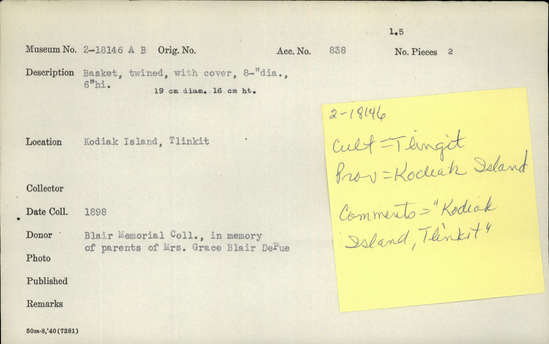 1.5
Museum No. 2-18146 A B Orig. No. Acc. No. 838 No. Pieces 2
Description Basket, twined, with cover, 8-"dia.,
6"hi.
19 cm diam. 16 cm ht.
Location Kodiak Island, Tlinkit
Collector
Date Coll. 1898
Donor Blair Memorial Coll., in memory
of parents of Mrs. Grace Blair DePue
Photo
Published
Remarks
50m-8,'40(7281)
2-18146
Cult = Tlingit
Prov = Kodiak Island
Comments = "Kodiak
Island, Tlinkit"